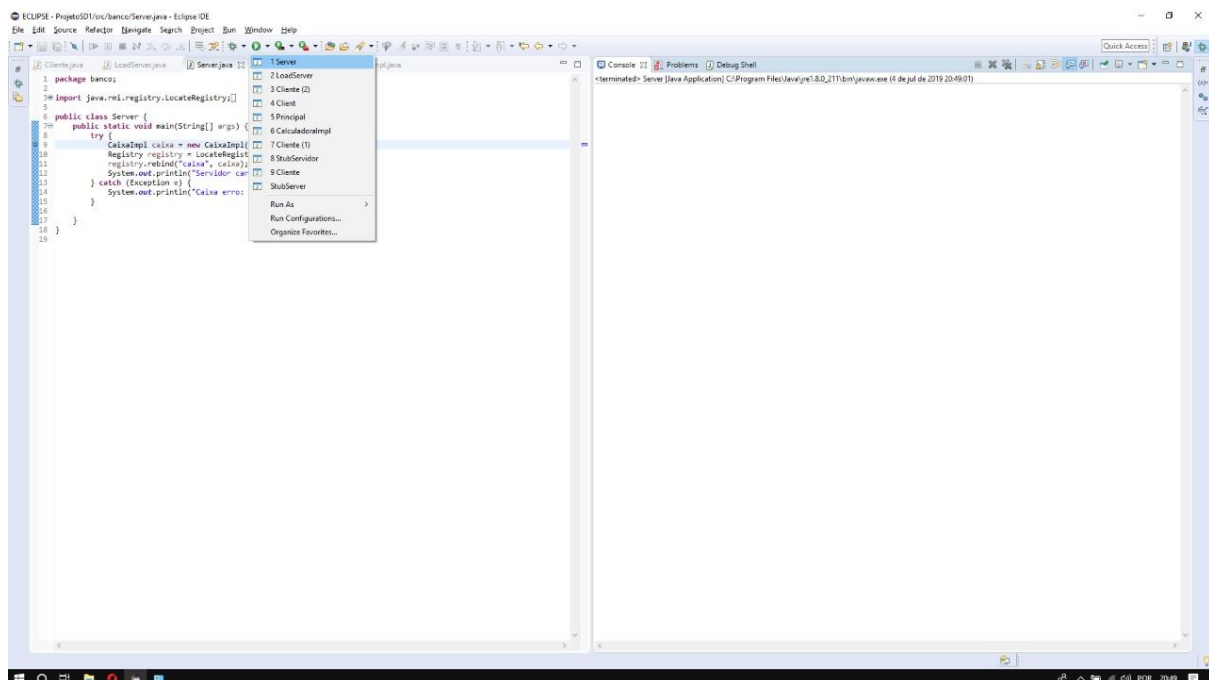 ECLIPSE - ProjetoSD1/src/banco/Server.java - Eclipse IDE
File Edit Source Refactor Navigate Search Project Run Window Help
Quick Access
Cliente.java LoadServer.java Server.java
1 package banco;
2
3 import java.rmi.registry.LocateRegistry;
5
6 public class Server {
7 public static void main(String[] args) {
8 try {
9 CaixaImpl caixa = new CaixaImpl(
10 Registry registry = LocateRegist
11 registry.rebind("caixa", caixa);
12 System.out.println("Servidor car
13 } catch (Exception e) {
14 System.out.println("Caixa erro:
15 }
16
17 }
18 }
19
1 Server
2 LoadServer
3 Cliente (2)
4 Client
5 Principal
6 CalculadoraImpl
7 Cliente (1)
8 StubServidor
9 Cliente
StubServer
Run As
Run Configurations...
Organize Favorites...
Console Problems Debug Shell
<terminated> Server [Java Application] C:\Program Files\Java\jre1.8.0_211\bin\javaw.exe (4 de jul de 2019 20:49:01)
POR 20:49